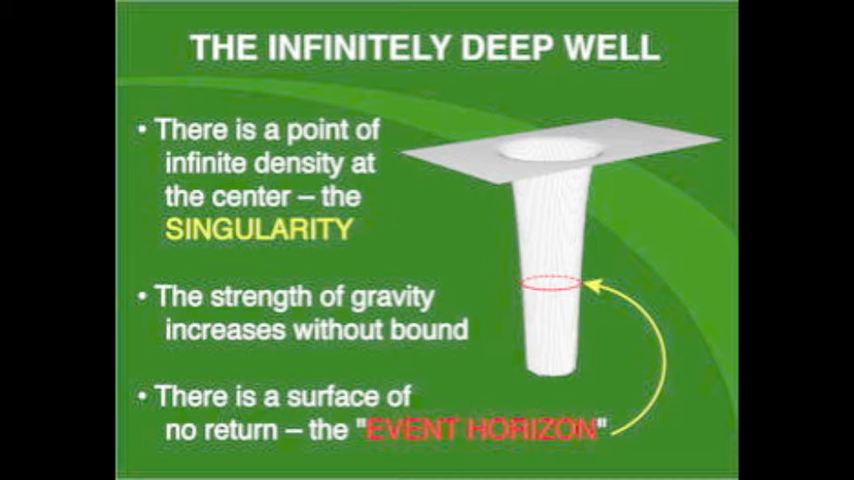 THE INFINITELY DEEP WELL
• There is a point of
infinite density at
the center – the
SINGULARITY
• The strength of gravity
increases without bound
• There is a surface of
no return – the "EVENT HORIZON"